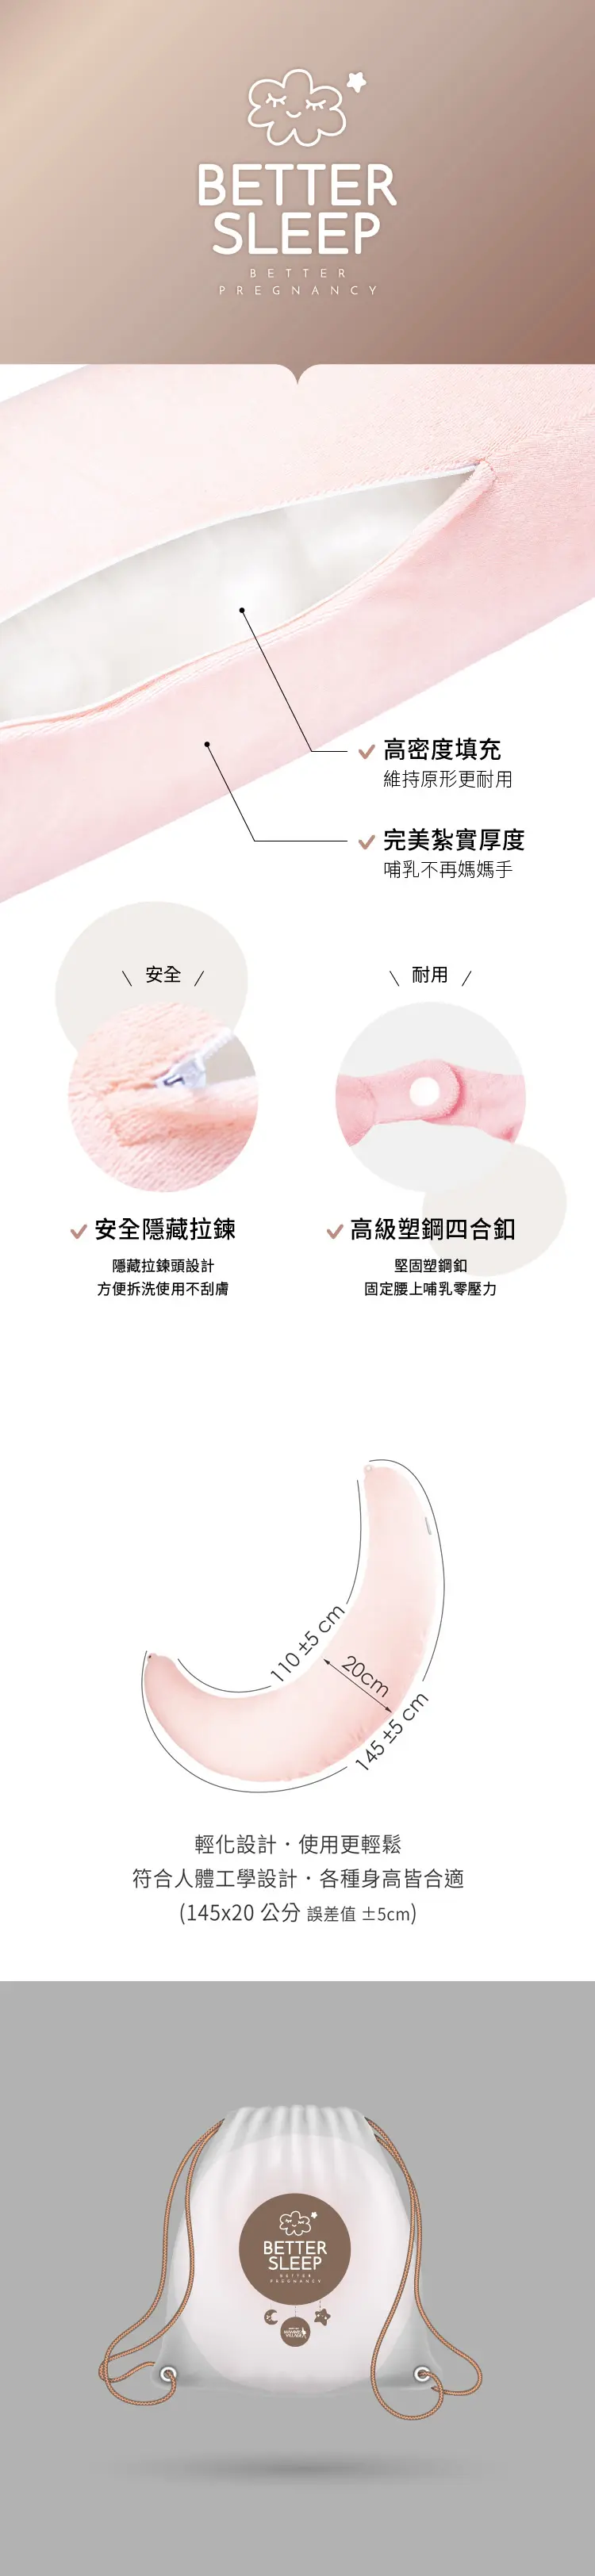 BETTER
SLEEP
BETTER
PREGNANCY
高密度填充
維持原形更耐用
完美紮實厚度
哺乳不再媽媽手
安全
耐用
安全隱藏拉鍊
隱藏拉鍊頭設計
方便拆洗使用不刮膚
高級塑鋼四合釦
堅固塑鋼釦
固定腰上哺乳零壓力
110 ±5 cm
20cm
145 ±5 cm
輕化設計・使用更輕鬆
符合人體工學設計・各種身高皆合適
(145x20 公分 誤差值 ±5cm)
BETTER
SLEEP
BETTER
PREGNANCY